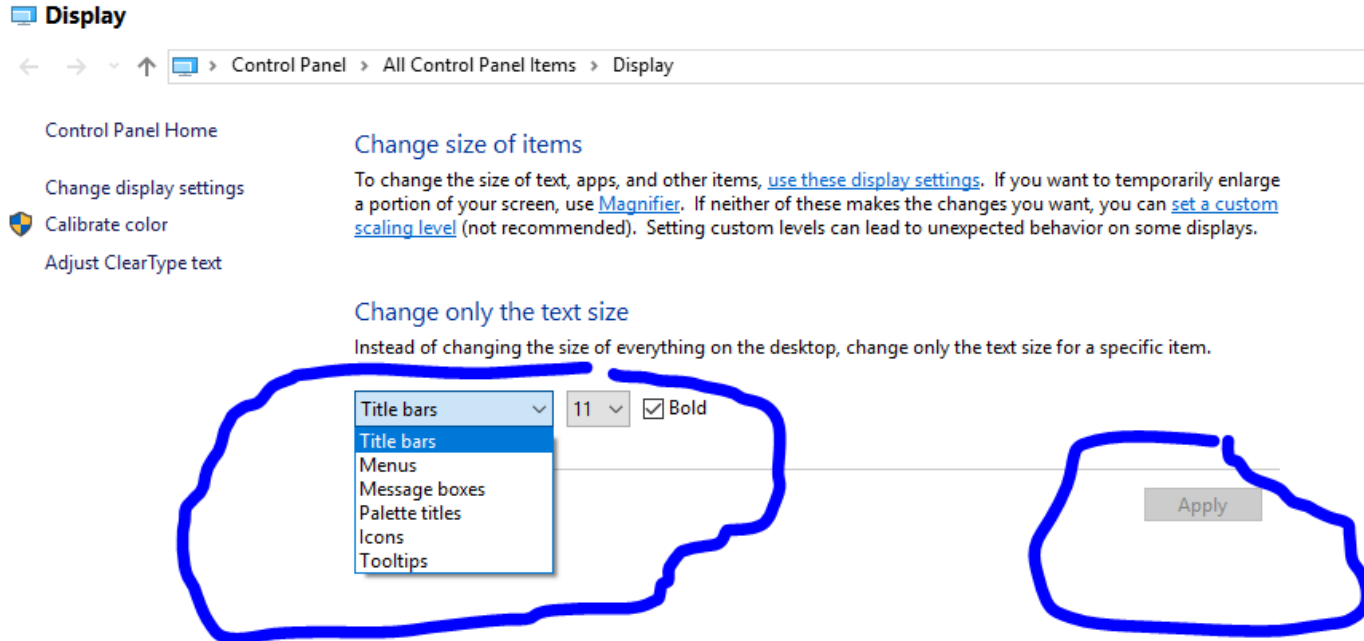 Display
Control Panel > All Control Panel Items > Display
Control Panel Home
Change display settings
Calibrate color
Adjust ClearType text
Change size of items
To change the size of text, apps, and other items, use these display settings. If you want to temporarily enlarge
a portion of your screen, use Magnifier. If neither of these makes the changes you want, you can set a custom
scaling level (not recommended). Setting custom levels can lead to unexpected behavior on some displays.
Change only the text size
Instead of changing the size of everything on the desktop, change only the text size for a specific item.
Title bars 11 Bold
Title bars
Menus
Message boxes
Palette titles
Icons
Tooltips
Apply